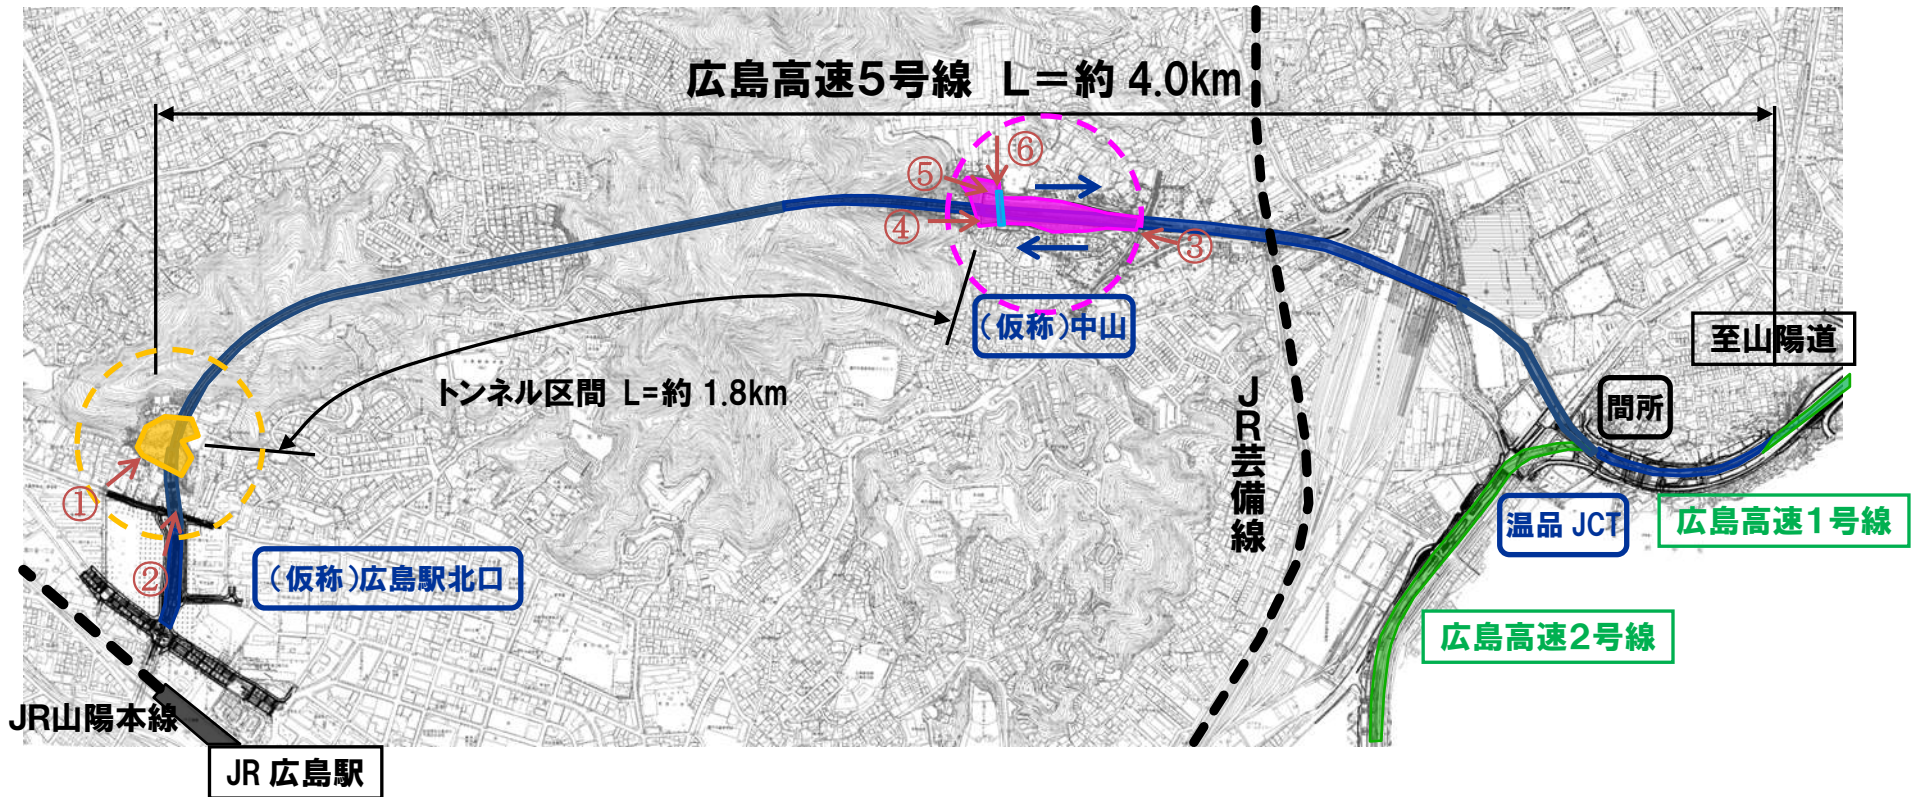 広島高速5号線 L=約 4.0km
⑥
⑤
④
③
(仮称)中山
至山陽道
トンネル区間 L=約 1.8km
JR芸備線
間所
①
②
温品 JCT
広島高速1号線
(仮称)広島駅北口
広島高速2号線
JR山陽本線
JR 広島駅